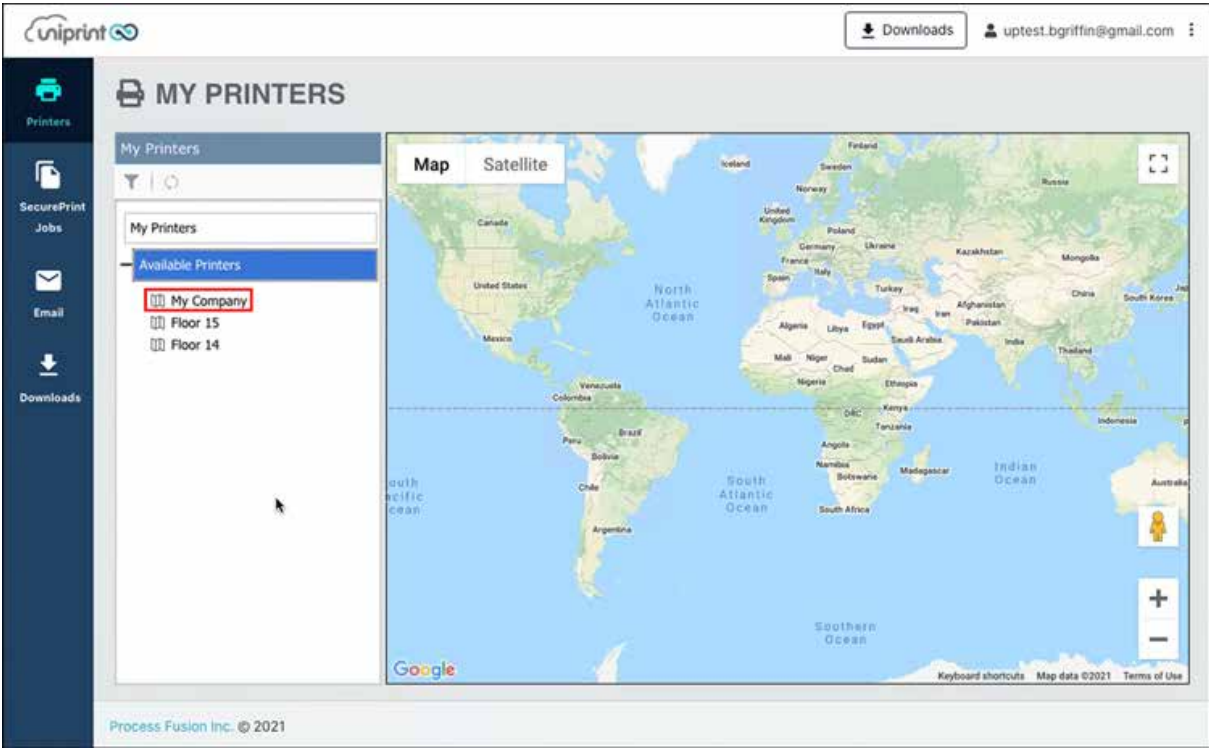 uniprint
Downloads
uptest.bgriffin@gmail.com
Printers
SecurePrint
Jobs
Email
Downloads
MY PRINTERS
My Printers
My Printers
Available Printers
My Company
Floor 15
Floor 14
Map
Satellite
Iceland
Finland
Sweden
Norway
Russia
Canada
United
Kingdom
Poland
Germany
Ukraine
France
Kazakhstan
Mongolia
Spain
Italy
United States
North
Atlantic
Ocean
Turkey
China
South Korea
Iraq
Iran
Afghanistan
Pakistan
Mexico
Algeria
Libya
Egypt
Saudi Arabia
India
Thailand
Mali
Niger
Chad
Sudan
Nigeria
Ethiopia
Venezuela
Colombia
DRC
Kenya
Tanzania
Indonesia
Peru
Brazil
Bolivia
Angola
Namibia
Botswana
Madagascar
Indian
Ocean
outh
acific
cean
Chile
South
Atlantic
Ocean
South Africa
Australia
Argentina
Southern
Ocean
Google
Keyboard shortcuts Map data ©2021 Terms of Use
Process Fusion Inc. © 2021